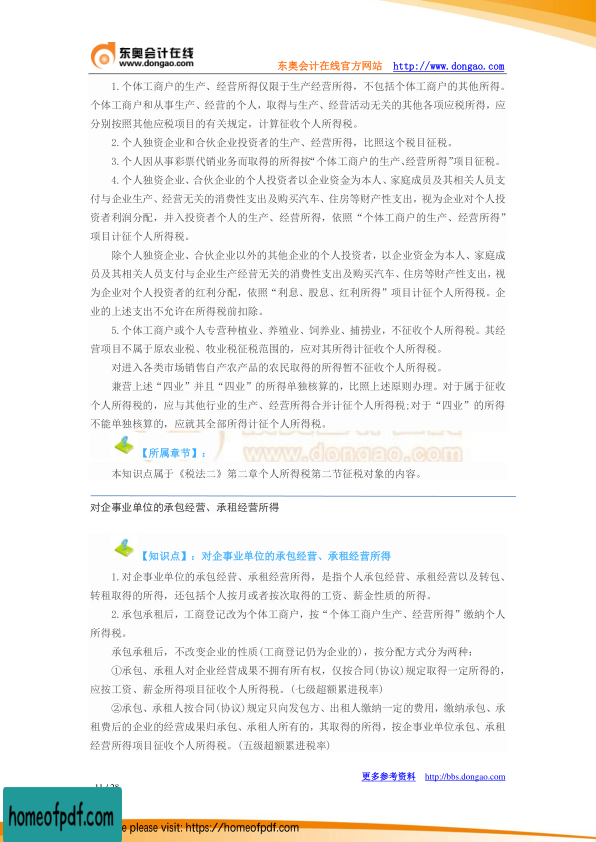 东奥会计在线
www.dongao.com
东奥会计在线官方网站 http://www.dongao.com
1.个体工商户的生产、经营所得仅限于生产经营所得，不包括个体工商户的其他所得。
个体工商户和从事生产、经营的个人，取得与生产、经营活动无关的其他各项应税所得，应
分别按照其他应税项目的有关规定，计算征收个人所得税。
2.个人独资企业和合伙企业投资者的生产、经营所得，比照这个税目征税。
3.个人因从事彩票代销业务而取得的所得按“个体工商户的生产、经营所得”项目征税。
4.个人独资企业、合伙企业的个人投资者以企业资金为本人、家庭成员及其相关人员支
付与企业生产、经营无关的消费性支出及购买汽车、住房等财产性支出，视为企业对个人投
资者利润分配，并入投资者个人的生产、经营所得，依照“个体工商户的生产、经营所得”
项目计征个人所得税。
除个人独资企业、合伙企业以外的其他企业的个人投资者，以企业资金为本人、家庭成
员及其相关人员支付与企业生产经营无关的消费性支出及购买汽车、住房等财产性支出，视
为企业对个人投资者的红利分配，依照“利息、股息、红利所得”项目计征个人所得税。企
业的上述支出不允许在所得税前扣除。
5.个体工商户或个人专营种植业、养殖业、饲养业、捕捞业，不征收个人所得税。其经
营项目不属于原农业税、牧业税征税范围的，应对其所得计征收个人所得税。
对进入各类市场销售自产农产品的农民取得的所得暂不征收个人所得税。
兼营上述“四业”并且“四业”的所得单独核算的，比照上述原则办理。对于属于征收
个人所得税的，应与其他行业的生产、经营所得合并计征个人所得税;对于“四业”的所得
不能单独核算的，应就其全部所得计征个人所得税。
www.dongao.com
【所属章节】：
本知识点属于《税法二》第二章个人所得税第二节征税对象的内容。
对企事业单位的承包经营、承租经营所得
【知识点】：对企事业单位的承包经营、承租经营所得
1.对企事业单位的承包经营、承租经营所得，是指个人承包经营、承租经营以及转包、
转租取得的所得，还包括个人按月或者按次取得的工资、薪金性质的所得。
2.承包承租后，工商登记改为个体工商户，按“个体工商户生产、经营所得”缴纳个人
所得税。
承包承租后，不改变企业的性质(工商登记仍为企业的)，按分配方式分为两种；
①承包、承租人对企业经营成果不拥有所有权，仅按合同(协议)规定取得一定所得的，
应按工资、薪金所得项目征收个人所得税。(七级超额累进税率)
②承包、承租人按合同(协议)规定只向发包方、出租人缴纳一定的费用，缴纳承包、承
租费后的企业的经营成果归承包、承租人所有的，其取得的所得，按企事业单位承包、承租
经营所得项目征收个人所得税。(五级超额累进税率)
更多参考资料 http://bbs.dongao.com
11 / 28
homeofpdf.com
e please visit: https://homeofpdf.com